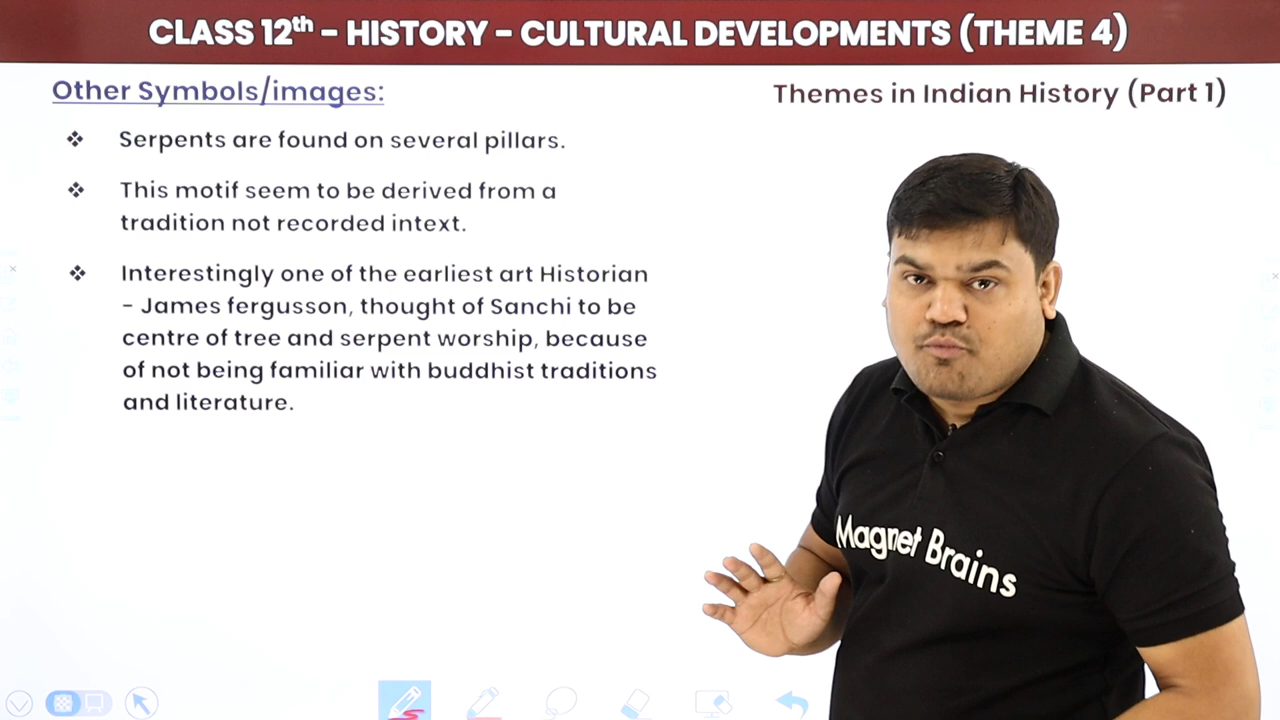 CLASS 12th - HISTORY - CULTURAL DEVELOPMENTS (THEME 4)
Other Symbols/images:
Themes in Indian History (Part 1)
❖ Serpents are found on several pillars.
❖ This motif seem to be derived from a
tradition not recorded intext.
❖ Interestingly one of the earliest art Historian
- James fergusson, thought of Sanchi to be
centre of tree and serpent worship, because
of not being familiar with buddhist traditions
and literature.
Magnet Brains